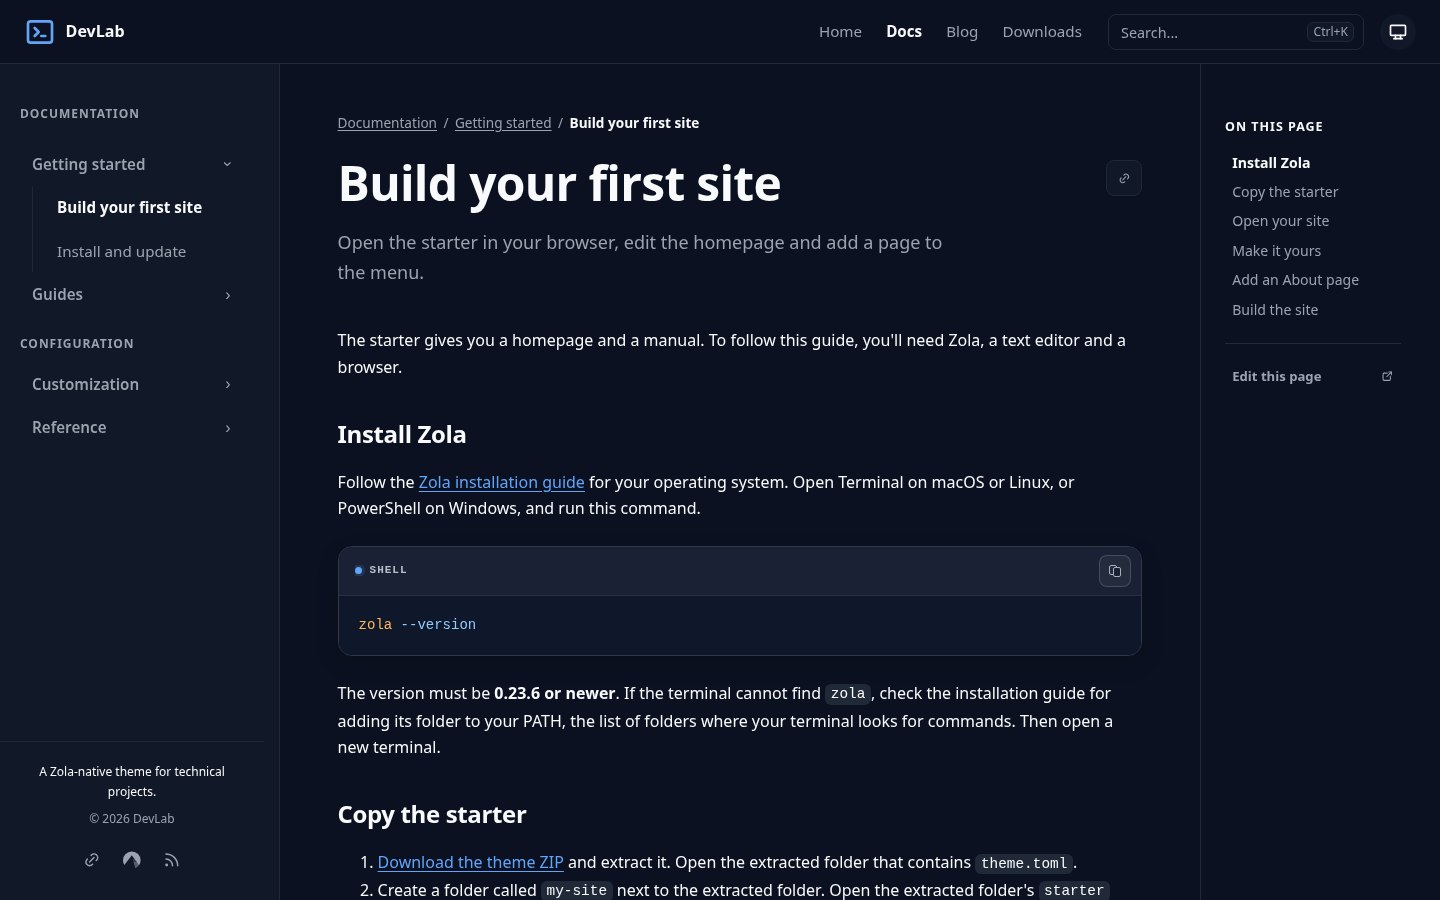 DevLab
Home Docs Blog Downloads Search... Ctrl+K
DOCUMENTATION
Getting started
Build your first site
Install and update
Guides
CONFIGURATION
Customization
Reference
A Zola-native theme for technical
projects.
© 2026 DevLab
Documentation / Getting started / Build your first site
Build your first site
Open the starter in your browser, edit the homepage and add a page to
the menu.
The starter gives you a homepage and a manual. To follow this guide, you'll need Zola, a text editor and a
browser.
Install Zola
Follow the Zola installation guide for your operating system. Open Terminal on macOS or Linux, or
PowerShell on Windows, and run this command.
SHELL
zola --version
The version must be 0.23.6 or newer. If the terminal cannot find zola, check the installation guide for
adding its folder to your PATH, the list of folders where your terminal looks for commands. Then open a
new terminal.
Copy the starter
1. Download the theme ZIP and extract it. Open the extracted folder that contains theme.toml.
2. Create a folder called my-site next to the extracted folder. Open the extracted folder's starter
ON THIS PAGE
Install Zola
Copy the starter
Open your site
Make it yours
Add an About page
Build the site
Edit this page